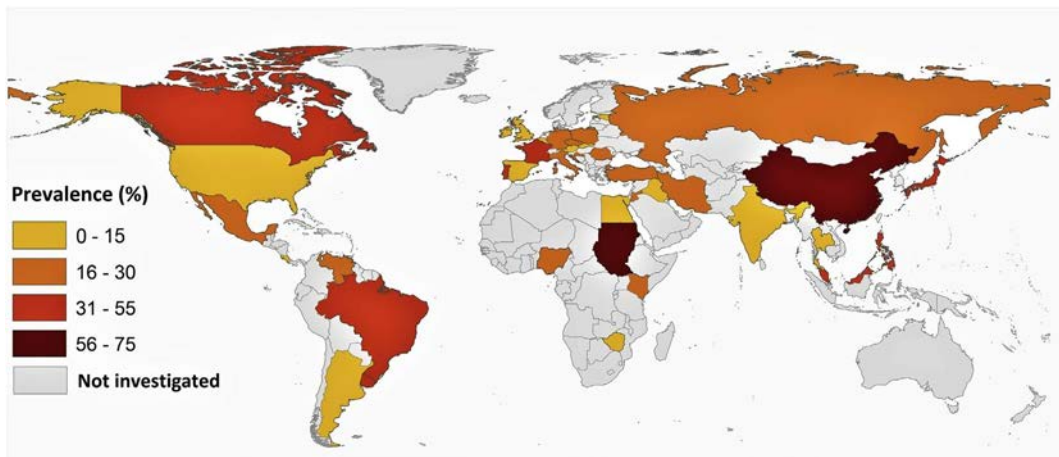 Prevalence (%)
0 - 15
16 - 30
31 - 55
56 - 75
Not investigated